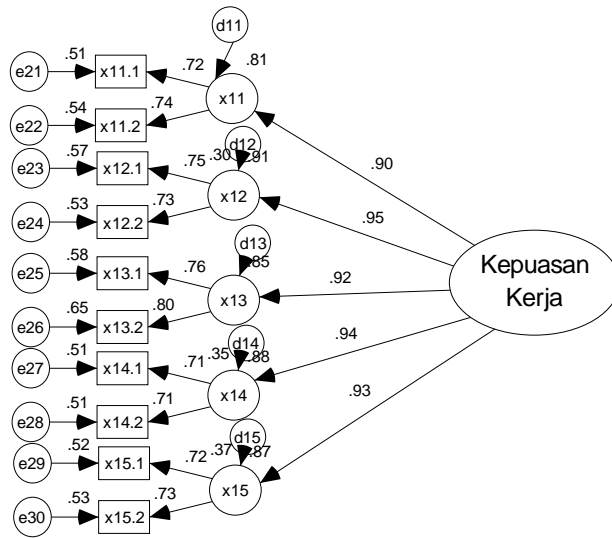 d11
.51
.72
.81
e21
x11.1
x11
.54
.74
e22
x11.2
d12
.57
.75
.30
.91
.90
e23
x12.1
x12
.53
.73
.95
e24
x12.2
d13
.58
.76
.85
e25
x13.1
x13
.92
Kepuasan
Kerja
.65
.80
e26
x13.2
d14
.51
.71
.35
.88
.94
e27
x14.1
x14
.51
.71
e28
x14.2
.93
d15
.52
.72
.37
.87
e29
x15.1
x15
.53
.73
e30
x15.2